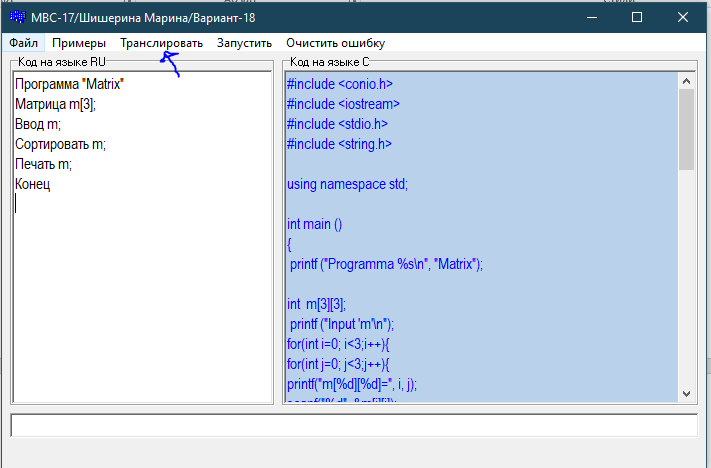 МВС-17/Шишерина Марина/Вариант-18
Файл Примеры Транслировать Запустить Очистить ошибку
Код на языке RU
Программа "Matrix"
Матрица m[3];
Ввод m;
Сортировать m;
Печать m;
Конец
Код на языке C
#include <conio.h>
#include <iostream>
#include <stdio.h>
#include <string.h>
using namespace std;
int main ()
{
printf ("Programma %s\n", "Matrix");
int m[3][3];
printf ("Input 'm'\n");
for(int i=0; i<3;i++){
for(int j=0; j<3;j++){
printf("m[%d][%d]=", i, j);
scanf("%d", &m[i][j]);